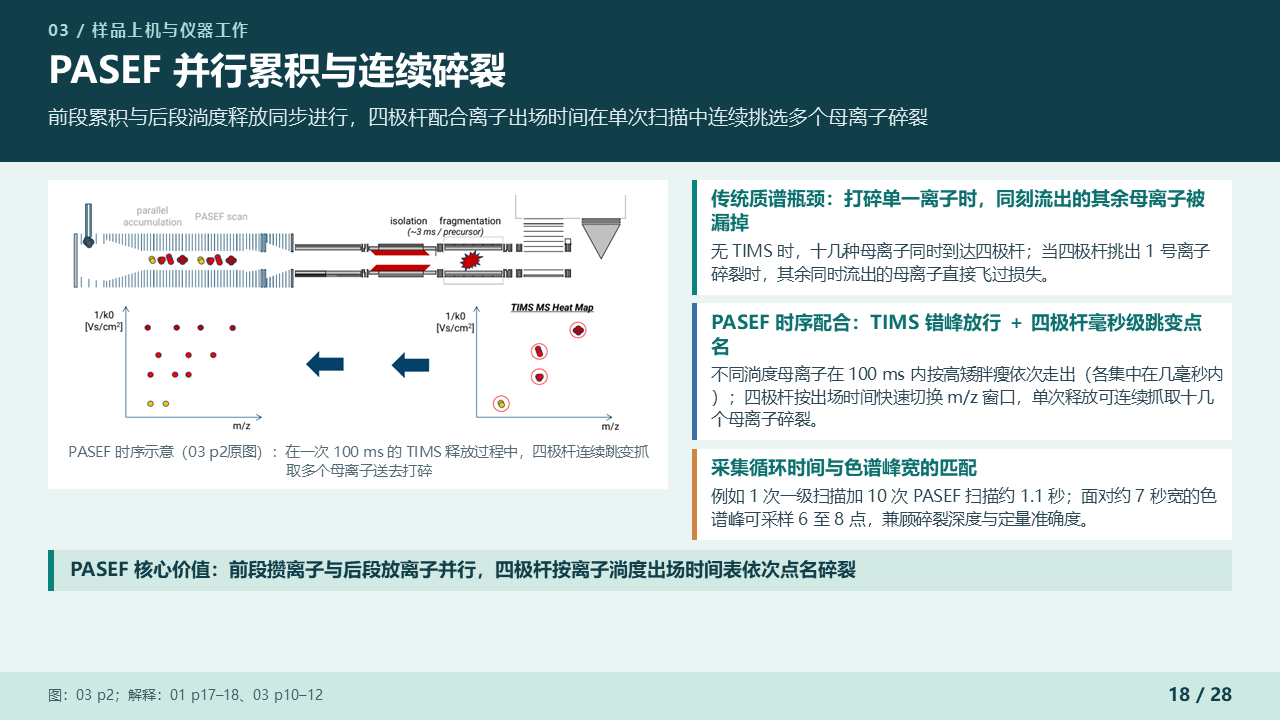 03 / 样品上机与仪器工作
PASEF 并行累积与连续碎裂
前段累积与后段淌度释放同步进行，四极杆配合离子出场时间在单次扫描中连续挑选多个母离子碎裂
parallel
accumulation
PASEF scan
isolation
fragmentation
(~3 ms / precursor)
1/k0
[Vs/cm²]
m/z
TIMS MS Heat Map
1/k0
[Vs/cm²]
m/z
PASEF 时序示意（03 p2原图）：在一次 100 ms 的 TIMS 释放过程中，四极杆连续跳变抓
取多个母离子送去打碎
传统质谱瓶颈：打碎单一离子时，同刻流出的其余母离子被
漏掉
无 TIMS 时，十几种母离子同时到达四极杆；当四极杆挑出 1 号离子
碎裂时，其余同时流出的母离子直接飞过损失。
PASEF 时序配合：TIMS 错峰放行 + 四极杆毫秒级跳变点
名
不同淌度母离子在 100 ms 内按高矮胖瘦依次走出（各集中在几毫秒内
）；四极杆按出场时间快速切换 m/z 窗口，单次释放可连续抓取十几
个母离子碎裂。
采集循环时间与色谱峰宽的匹配
例如 1 次一级扫描加 10 次 PASEF 扫描约 1.1 秒；面对约 7 秒宽的色
谱峰可采样 6 至 8 点，兼顾碎裂深度与定量准确度。
PASEF 核心价值：前段攒离子与后段放离子并行，四极杆按离子淌度出场时间表依次点名碎裂
图：03 p2；解释：01 p17–18、03 p10–12
18 / 28